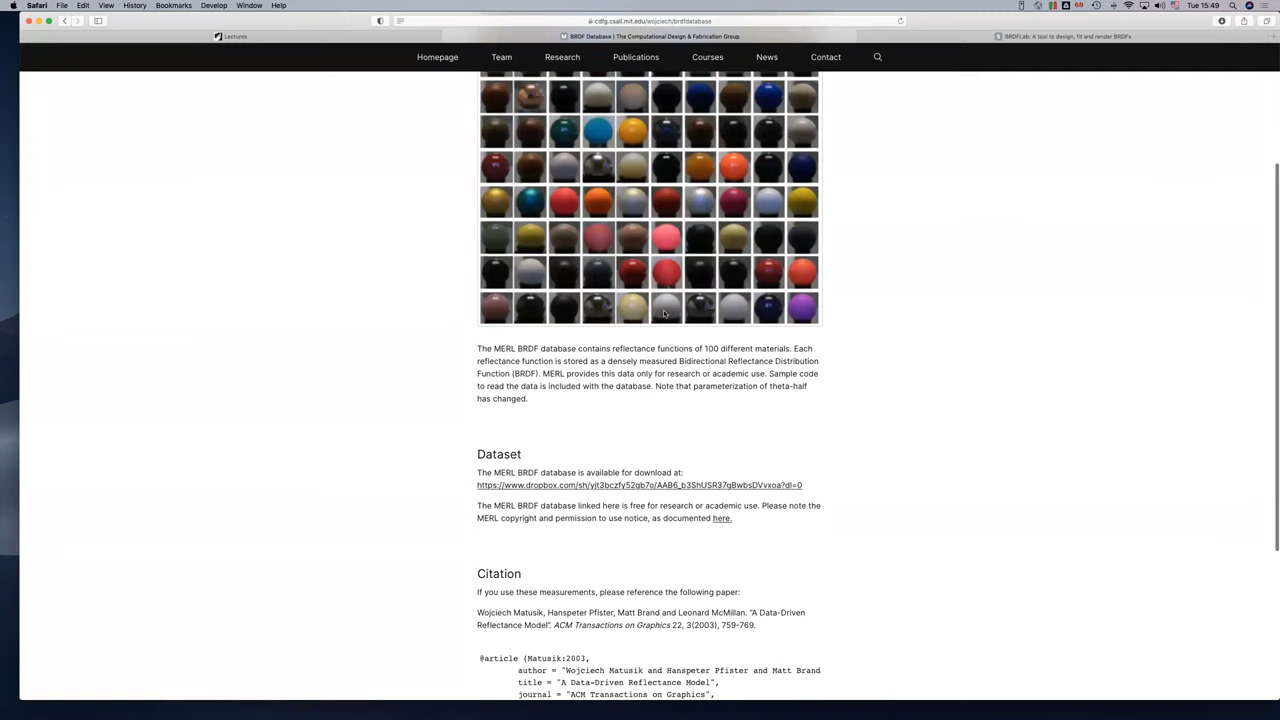 Safari File Edit View History Bookmarks Develop Window Help
Tue 15:49
cdfg.csail.mit.edu/wojciech/brdfdatabase
Lectures
BRDF Database | The Computational Design & Fabrication Group
BRDFLab: A tool to design, fit and render BRDFs
Homepage Team Research Publications Courses News Contact
The MERL BRDF database contains reflectance functions of 100 different materials. Each
reflectance function is stored as a densely measured Bidirectional Reflectance Distribution
Function (BRDF). MERL provides this data only for research or academic use. Sample code
to read the data is included with the database. Note that parameterization of theta-half
has changed.
Dataset
The MERL BRDF database is available for download at:
https://www.dropbox.com/sh/yjt3bczfy52gb7o/AAB6_b3ShUSR37gBwbsDVvxoa?dl=0
The MERL BRDF database linked here is free for research or academic use. Please note the
MERL copyright and permission to use notice, as documented here.
Citation
If you use these measurements, please reference the following paper:
Wojciech Matusik, Hanspeter Pfister, Matt Brand and Leonard McMillan. "A Data-Driven
Reflectance Model". ACM Transactions on Graphics 22, 3(2003), 759-769.
@article {Matusik:2003,
author = "Wojciech Matusik and Hanspeter Pfister and Matt Brand
title = "A Data-Driven Reflectance Model",
journal = "ACM Transactions on Graphics",